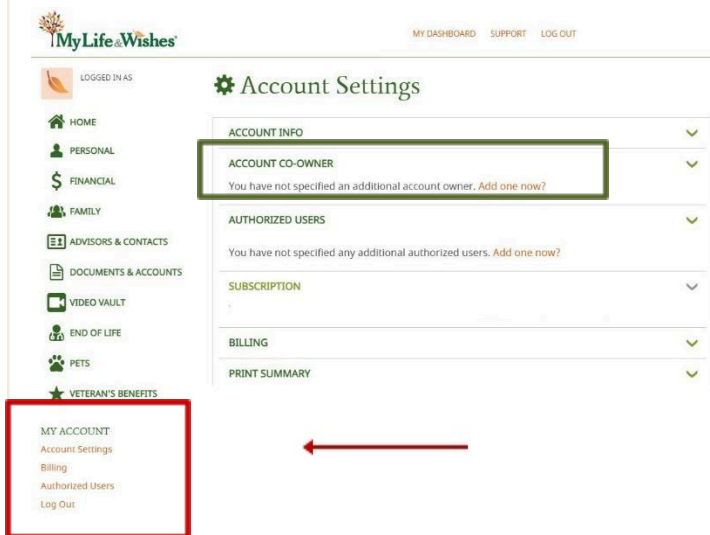 My Life & Wishes®
MY DASHBOARD SUPPORT LOG OUT
LOGGED IN AS
Account Settings
HOME
PERSONAL
FINANCIAL
FAMILY
ADVISORS & CONTACTS
DOCUMENTS & ACCOUNTS
VIDEO VAULT
END OF LIFE
PETS
VETERAN'S BENEFITS
MY ACCOUNT
Account Settings
Billing
Authorized Users
Log Out
ACCOUNT INFO
ACCOUNT CO-OWNER
You have not specified an additional account owner. Add one now?
AUTHORIZED USERS
You have not specified any additional authorized users. Add one now?
SUBSCRIPTION
BILLING
PRINT SUMMARY